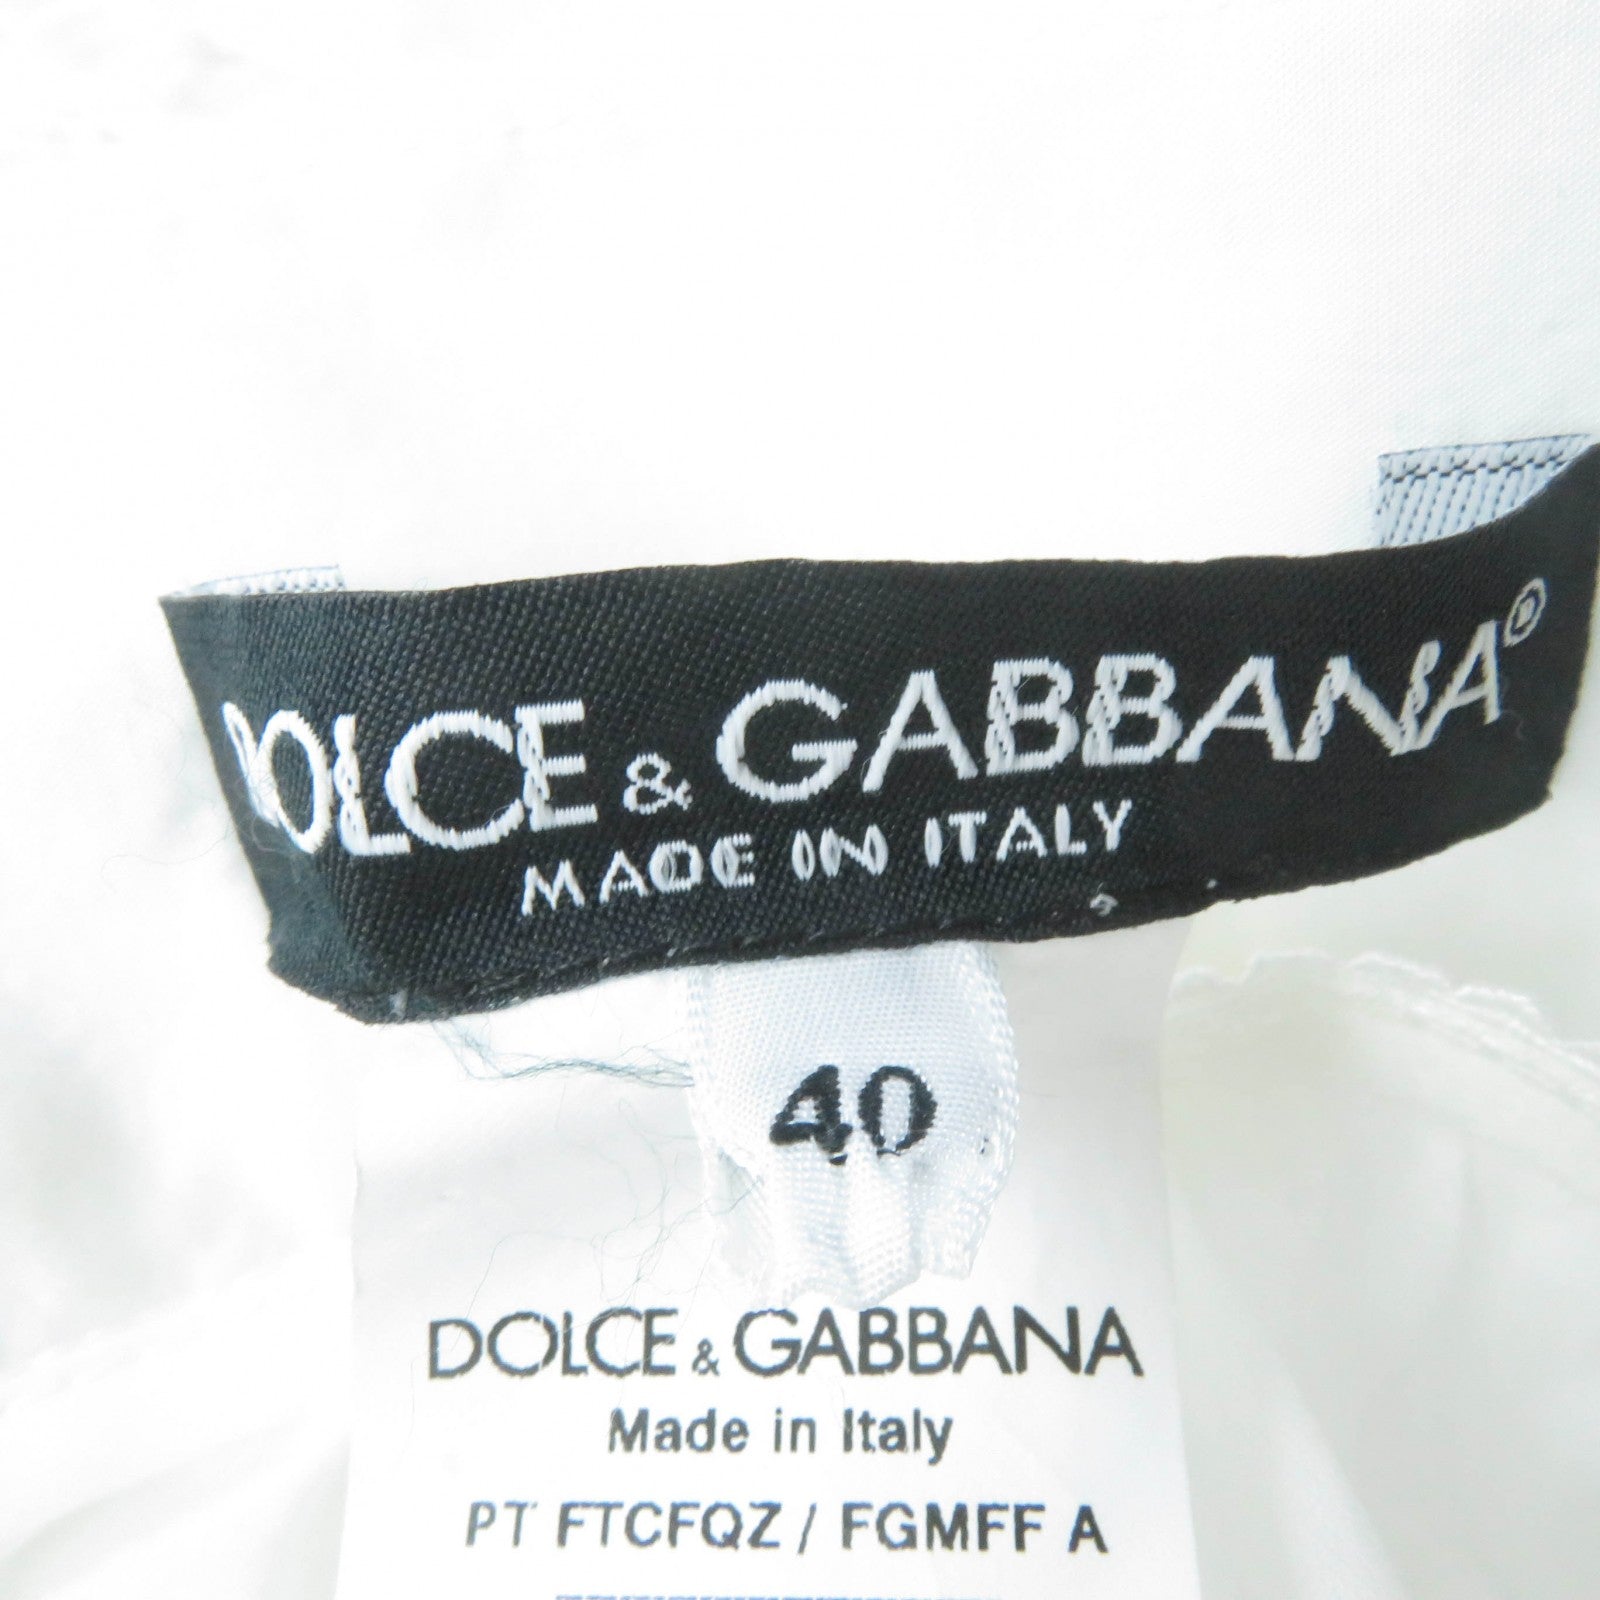 DOLCE & GABBANA®
MADE IN ITALY
40
DOLCE & GABBANA
Made in Italy
PT FTCFQZ / FGMFF A